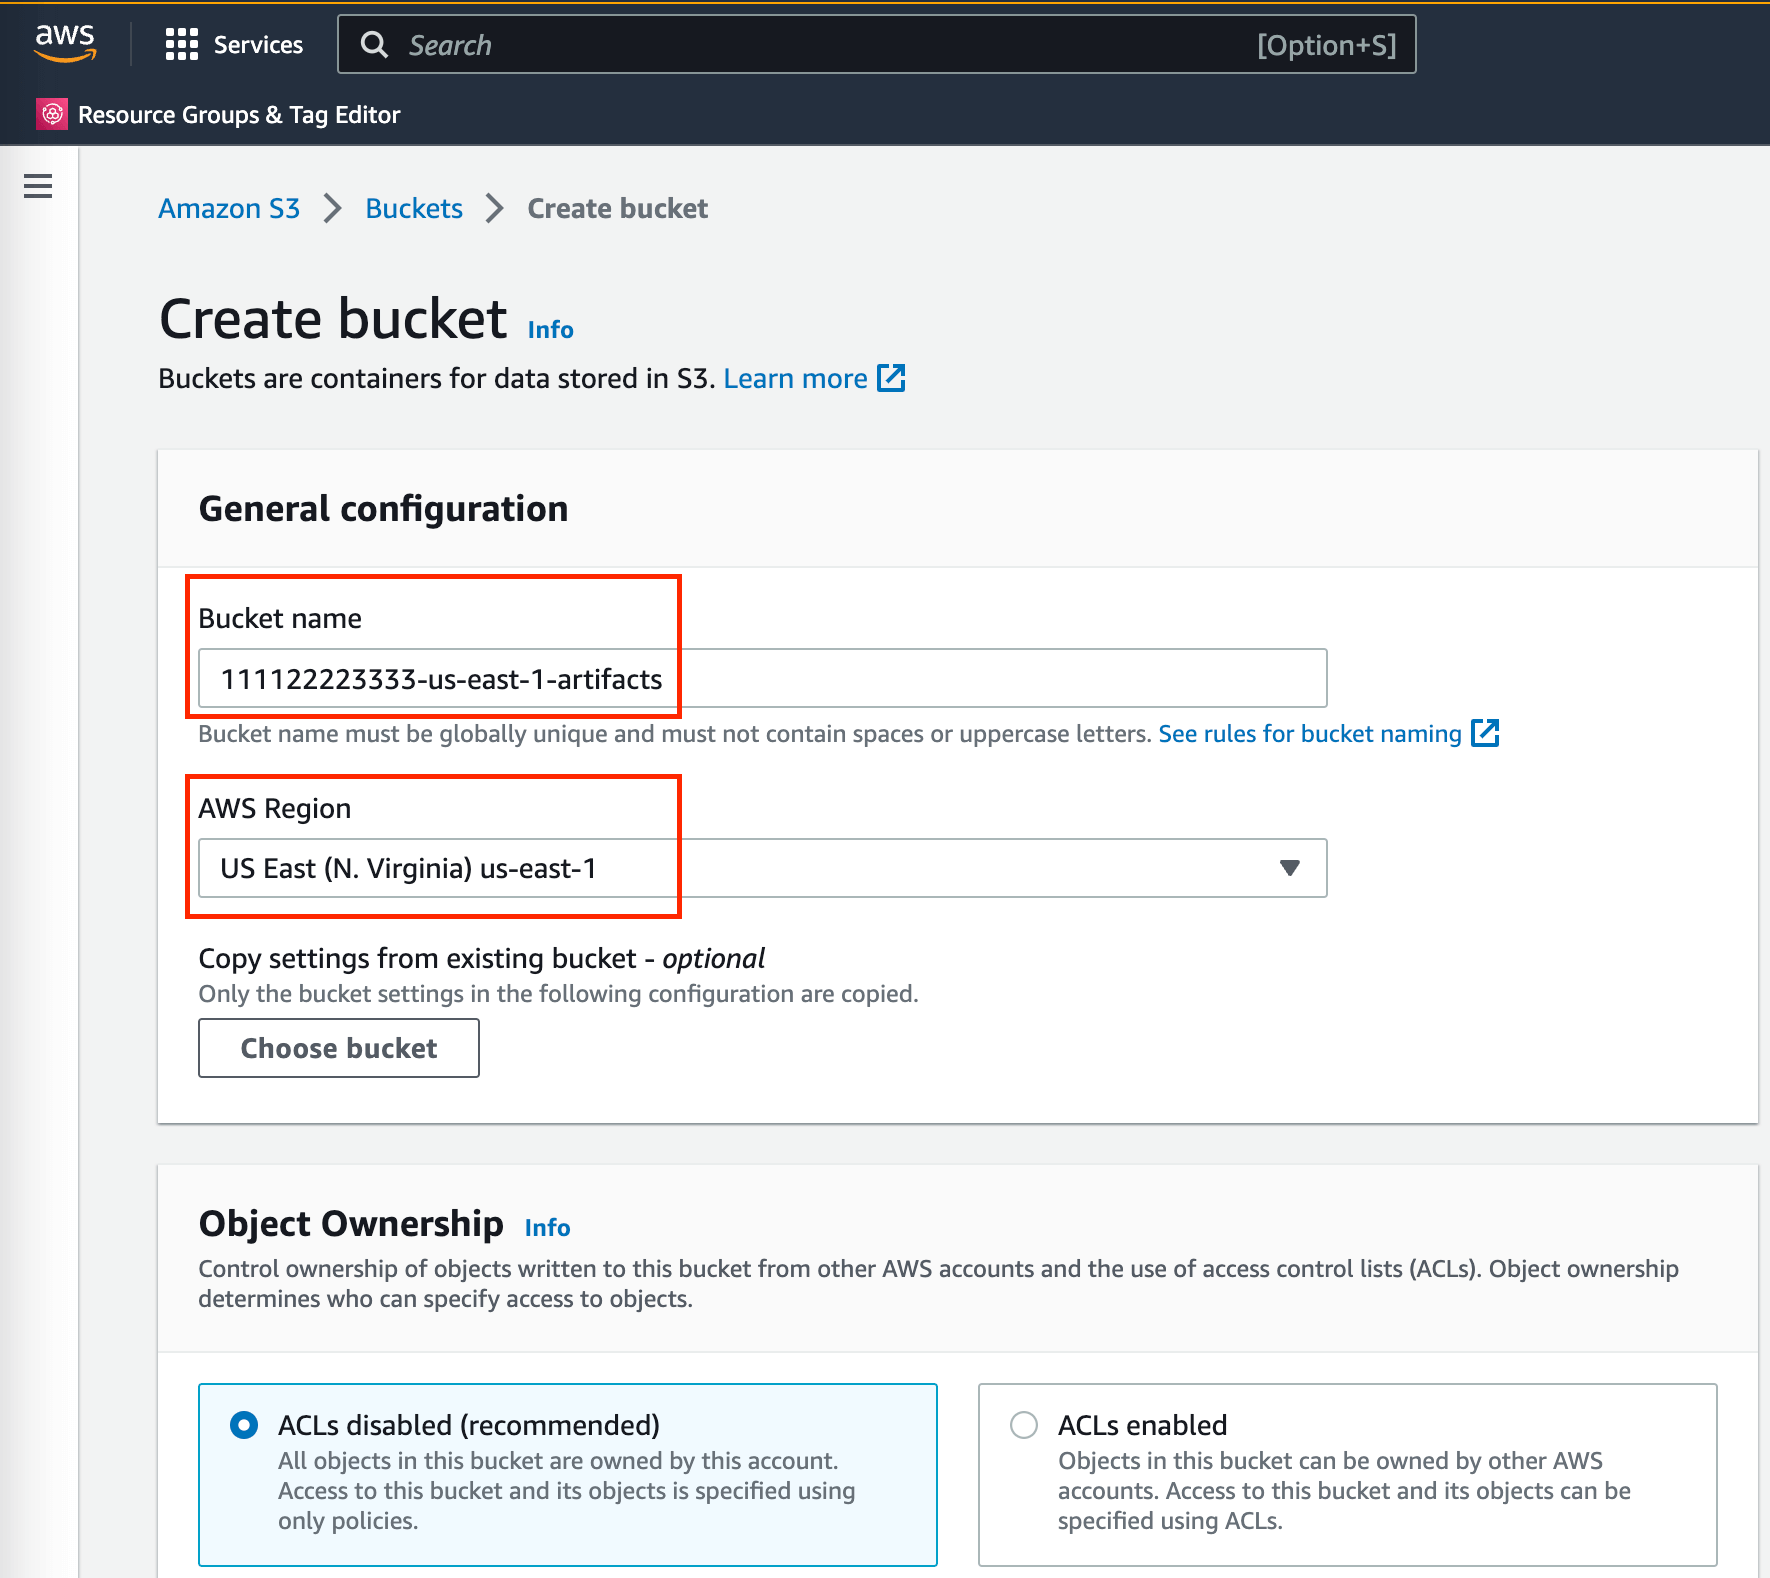 aws
Services
Search
[Option+S]
Resource Groups & Tag Editor
Amazon S3
Buckets
Create bucket
Create bucket Info
Buckets are containers for data stored in S3. Learn more
General configuration
Bucket name
111122223333-us-east-1-artifacts
Bucket name must be globally unique and must not contain spaces or uppercase letters. See rules for bucket naming
AWS Region
US East (N. Virginia) us-east-1
Copy settings from existing bucket - optional
Only the bucket settings in the following configuration are copied.
Choose bucket
Object Ownership Info
Control ownership of objects written to this bucket from other AWS accounts and the use of access control lists (ACLs). Object ownership
determines who can specify access to objects.
ACLs disabled (recommended)
All objects in this bucket are owned by this account.
Access to this bucket and its objects is specified using
only policies.
ACLs enabled
Objects in this bucket can be owned by other AWS
accounts. Access to this bucket and its objects can be
specified using ACLs.